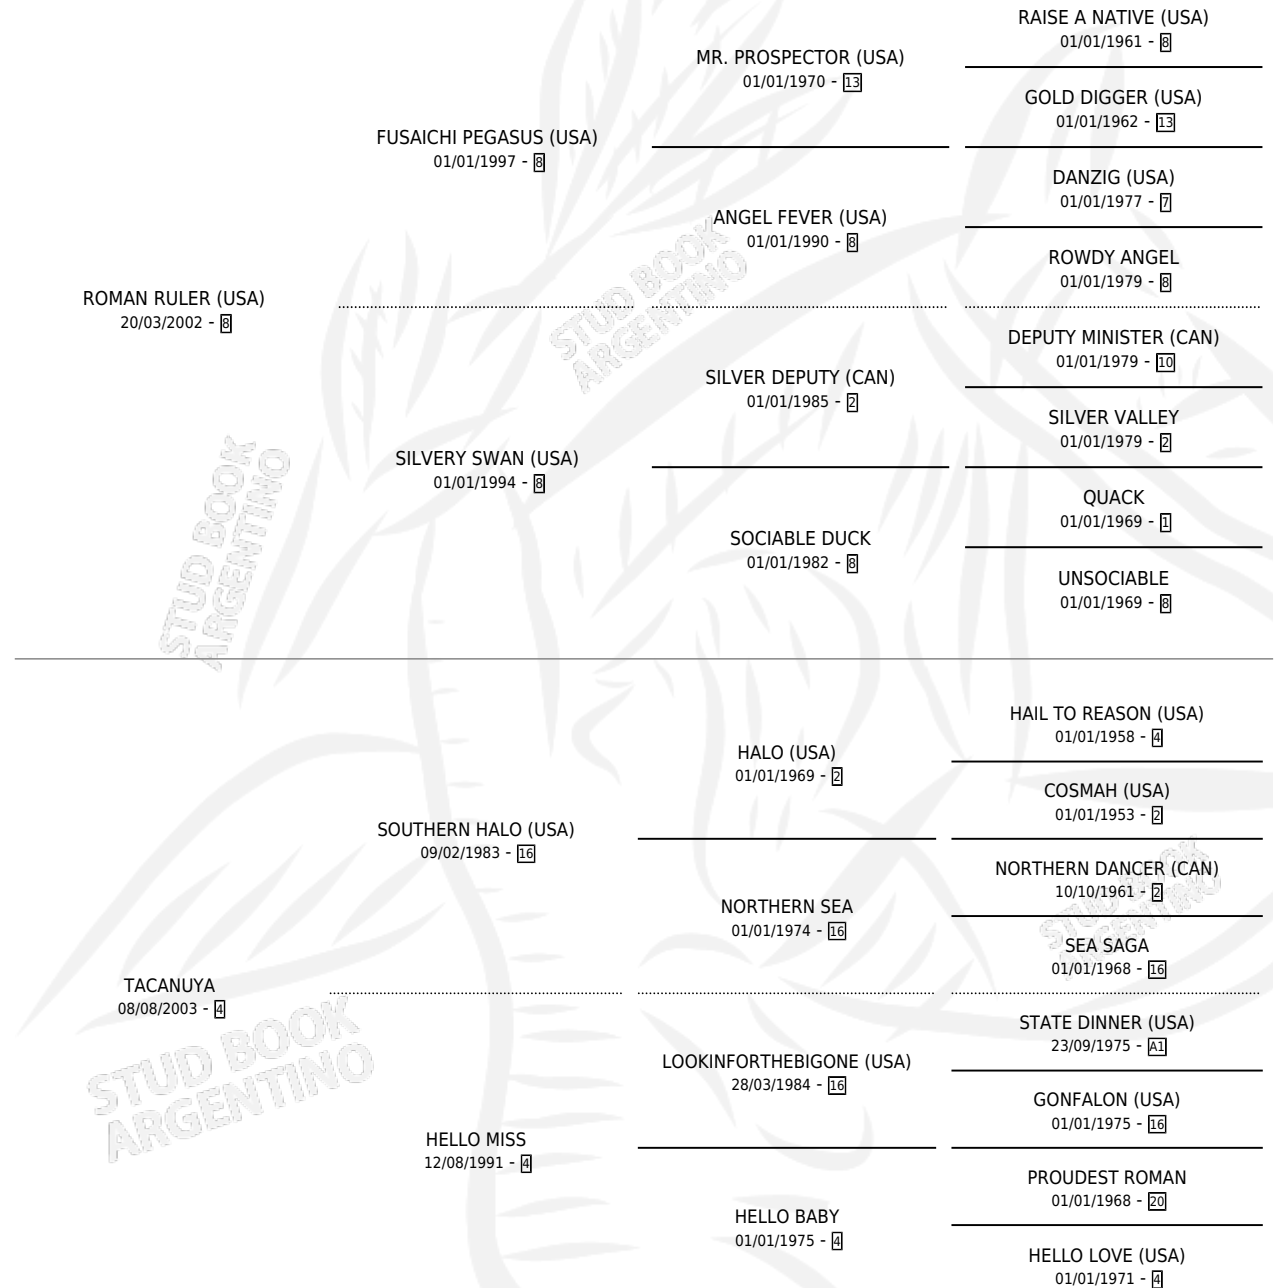 RAISE A NATIVE (USA)
01/01/1961 - 8
MR. PROSPECTOR (USA)
01/01/1970 - 13
GOLD DIGGER (USA)
01/01/1962 - 13
FUSAICHI PEGASUS (USA)
01/01/1997 - 8
DANZIG (USA)
01/01/1977 - 7
ANGEL FEVER (USA)
01/01/1990 - 8
ROWDY ANGEL
01/01/1979 - 8
STUD BOOK
ARGENTINO
ROMAN RULER (USA)
20/03/2002 - 8
DEPUTY MINISTER (CAN)
01/01/1979 - 10
SILVER DEPUTY (CAN)
01/01/1985 - 2
SILVER VALLEY
01/01/1979 - 2
SILVERY SWAN (USA)
01/01/1994 - 8
QUACK
01/01/1969 - 1
SOCIABLE DUCK
01/01/1982 - 8
UNSOCIABLE
01/01/1969 - 8
STUD BOOK
ARGENTINO
HAIL TO REASON (USA)
01/01/1958 - 4
HALO (USA)
01/01/1969 - 2
COSMAH (USA)
01/01/1953 - 2
SOUTHERN HALO (USA)
09/02/1983 - 16
NORTHERN DANCER (CAN)
10/10/1961 - 2
NORTHERN SEA
01/01/1974 - 16
SEA SAGA
01/01/1968 - 16
STUD BOOK
ARGENTINO
TACANUYA
08/08/2003 - 4
STATE DINNER (USA)
23/09/1975 - A1
LOOKINFORTHEBIGONE (USA)
28/03/1984 - 16
GONFALON (USA)
01/01/1975 - 16
HELLO MISS
12/08/1991 - 4
PROUDEST ROMAN
01/01/1968 - 20
HELLO BABY
01/01/1975 - 4
HELLO LOVE (USA)
01/01/1971 - 4
STUD BOOK
ARGENTINO